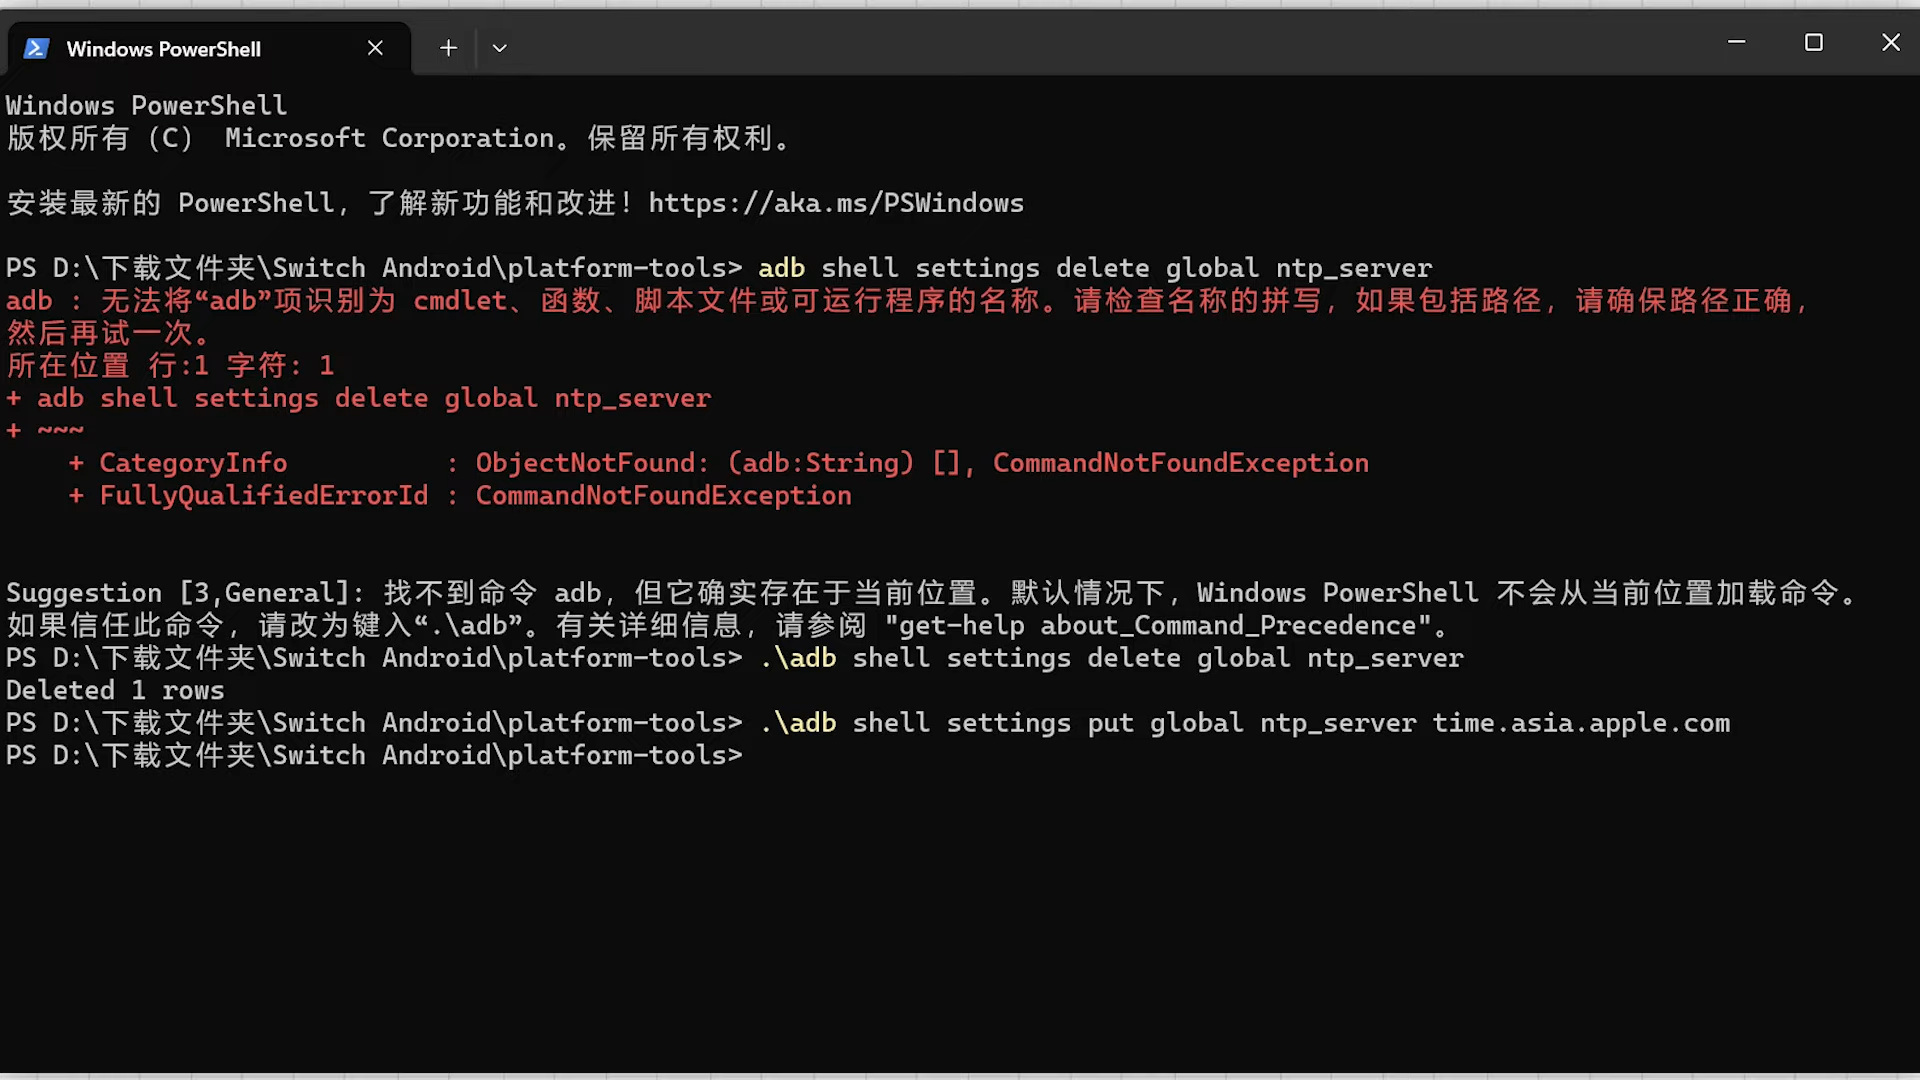 Windows PowerShell
Windows PowerShell
版权所有 (C)  Microsoft Corporation。保留所有权利。
安装最新的 PowerShell，了解新功能和改进！https://aka.ms/PSWindows
PS D:\下载文件夹\Switch Android\platform-tools> adb shell settings delete global ntp_server
adb : 无法将“adb”项识别为 cmdlet、函数、脚本文件或可运行程序的名称。请检查名称的拼写，如果包括路径，请确保路径正确，
然后再试一次。
所在位置 行:1 字符: 1
+ adb shell settings delete global ntp_server
+ ~~~
    + CategoryInfo          : ObjectNotFound: (adb:String) [], CommandNotFoundException
    + FullyQualifiedErrorId : CommandNotFoundException
Suggestion [3,General]: 找不到命令 adb，但它确实存在于当前位置。默认情况下，Windows PowerShell 不会从当前位置加载命令。
如果信任此命令，请改为键入“.\adb”。有关详细信息，请参阅 "get-help about_Command_Precedence"。
PS D:\下载文件夹\Switch Android\platform-tools> .\adb shell settings delete global ntp_server
Deleted 1 rows
PS D:\下载文件夹\Switch Android\platform-tools> .\adb shell settings put global ntp_server time.asia.apple.com
PS D:\下载文件夹\Switch Android\platform-tools>